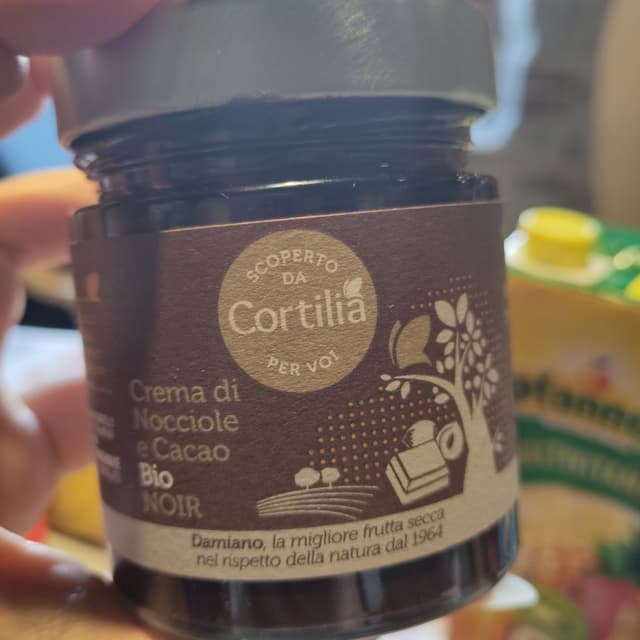 SCOPERTO
DA
Cortilia
PER VOI
Crema di
Nocciole
e Cacao
Bio
NOIR
Damiano, la migliore frutta secca
nel rispetto della natura dal 1964